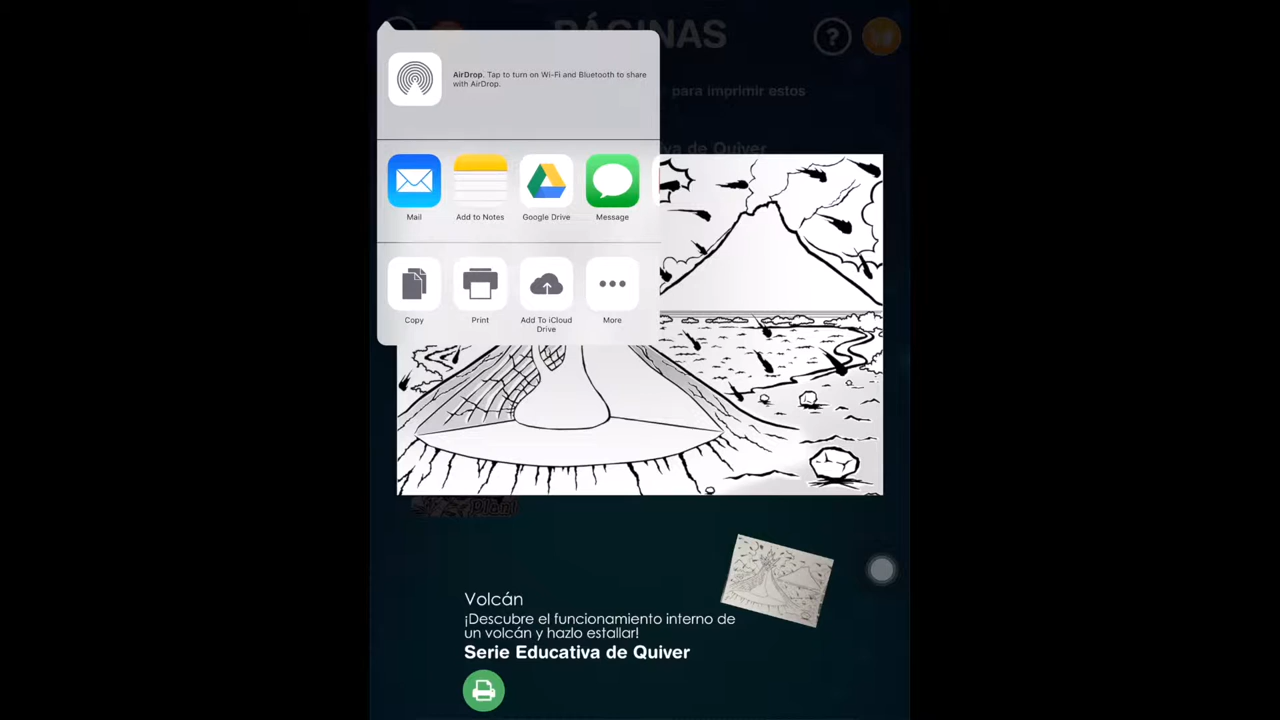 PÁGINAS
?
para imprimir estos
va de Quiver
AirDrop. Tap to turn on Wi-Fi and Bluetooth to share
with AirDrop.
Mail
Add to Notes
Google Drive
Message
Copy
Print
Add To iCloud
Drive
More
Plant
Volcán
¡Descubre el funcionamiento interno de
un volcán y hazlo estallar!
Serie Educativa de Quiver